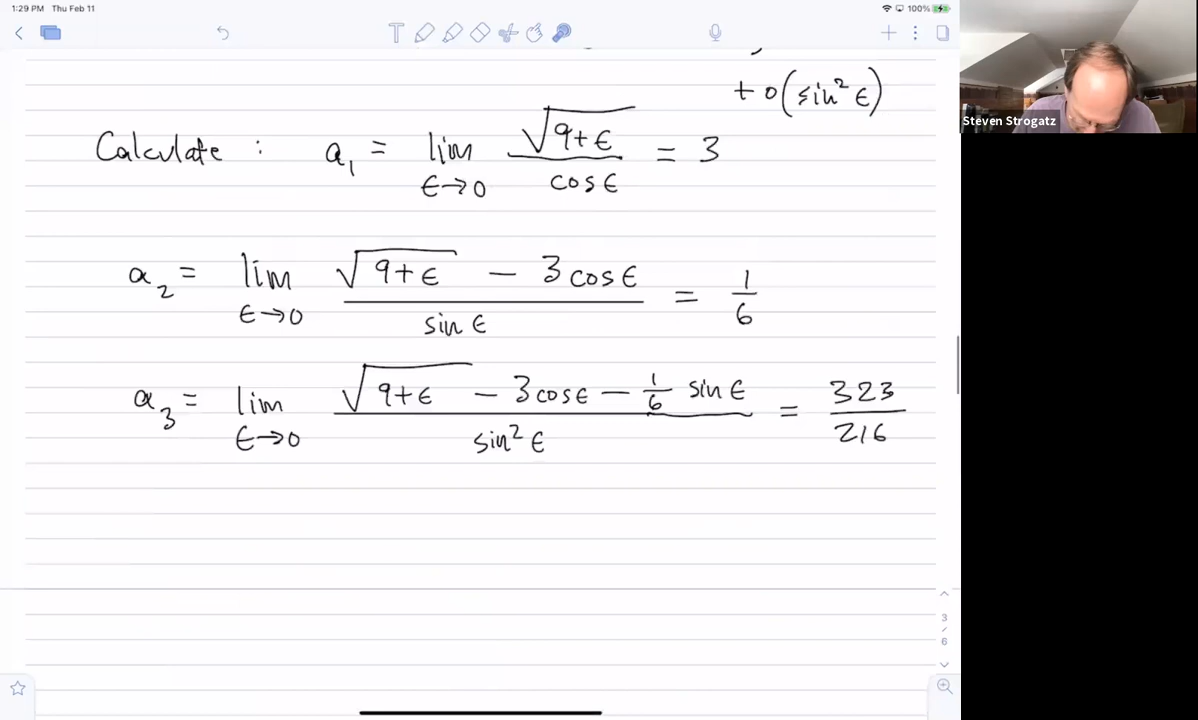 1:29 PM Thu Feb 11
100%
+ o(sin² ϵ)
Steven Strogatz
Calculate : a₁ = lim ϵ→0 √(9+ϵ) / cos ϵ = 3
a₂ = lim ϵ→0 (√(9+ϵ) − 3 cos ϵ) / sin ϵ = 1/6
a₃ = lim ϵ→0 (√(9+ϵ) − 3 cos ϵ − 1/6 sin ϵ) / sin² ϵ = 323/216
3
/
6